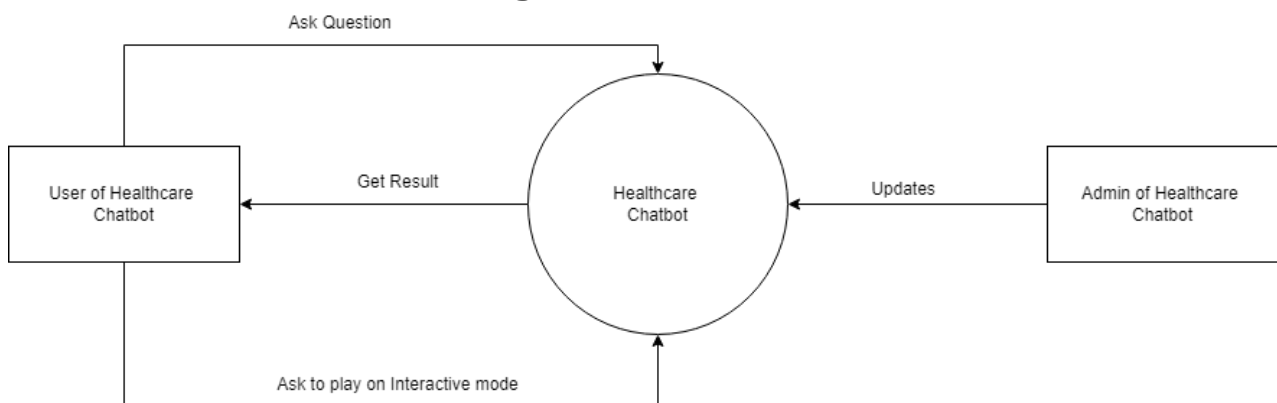 Ask Question
User of Healthcare
Chatbot
Get Result
Healthcare
Chatbot
Updates
Admin of Healthcare
Chatbot
Ask to play on Interactive mode